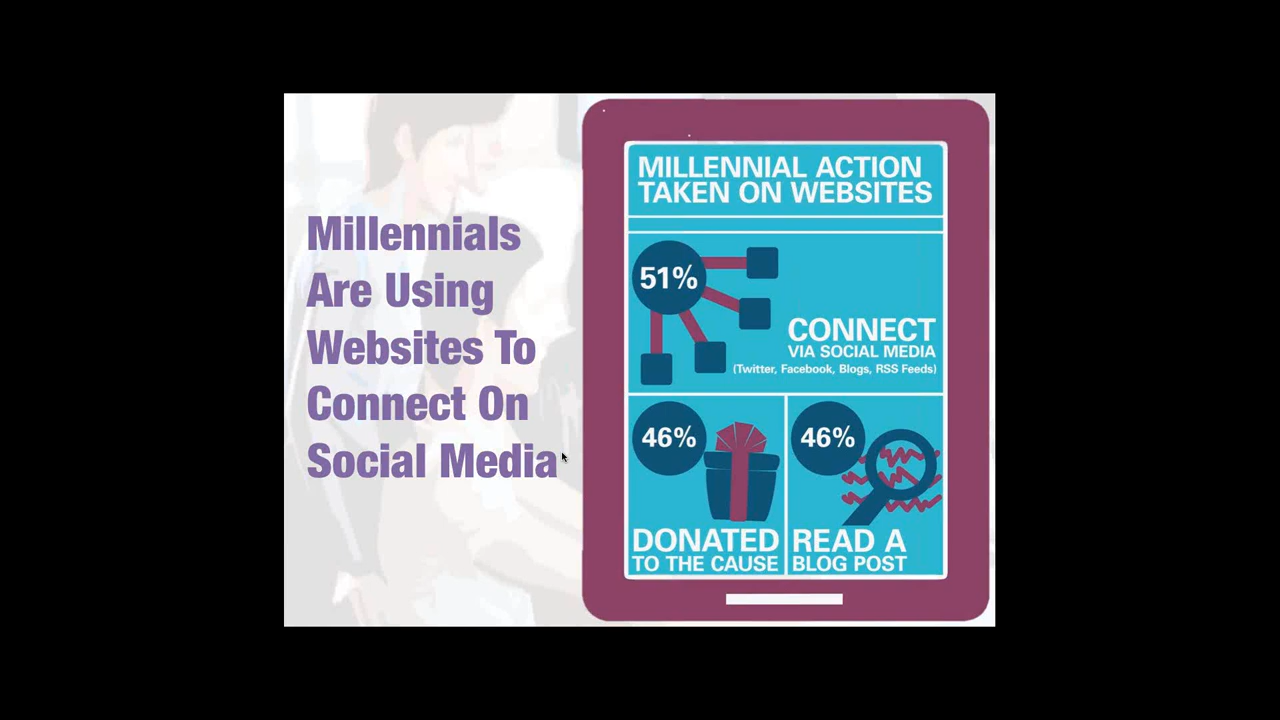 Millennials
Are Using
Websites To
Connect On
Social Media
MILLENNIAL ACTION
TAKEN ON WEBSITES
51%
CONNECT
VIA SOCIAL MEDIA
(Twitter, Facebook, Blogs, RSS Feeds)
46%
DONATED
TO THE CAUSE
46%
READ A
BLOG POST